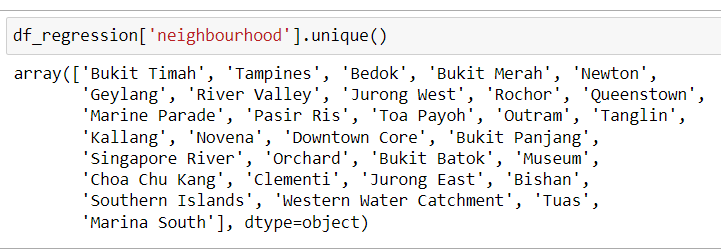 df_regression['neighbourhood'].unique()
array(['Bukit Timah', 'Tampines', 'Bedok', 'Bukit Merah', 'Newton',
'Geylang', 'River Valley', 'Jurong West', 'Rochor', 'Queenstown',
'Marine Parade', 'Pasir Ris', 'Toa Payoh', 'Outram', 'Tanglin',
'Kallang', 'Novena', 'Downtown Core', 'Bukit Panjang',
'Singapore River', 'Orchard', 'Bukit Batok', 'Museum',
'Choa Chu Kang', 'Clementi', 'Jurong East', 'Bishan',
'Southern Islands', 'Western Water Catchment', 'Tuas',
'Marina South'], dtype=object)